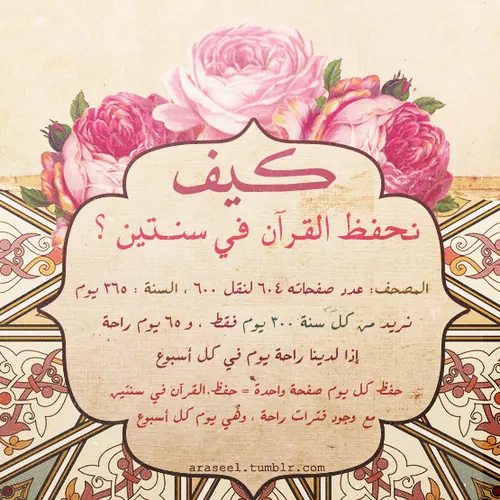 كيف
نحفظ القرآن في سنتين ؟
المصحف: عدد صفحاته ٦٠٤ لنقل ٦٠٠ ، السنة : ٣٦٥ يوم
نريد من كل سنة ٣٠٠ يوم فقط ، و ٦٥ يوم راحة
إذا لدينا راحة يوم في كل أسبوع
حفظ كل يوم صفحة واحدة = حفظ القرآن في سنتين
مع وجود فترات راحة ، وهي يوم كل أسبوع
araseel.tumblr.com